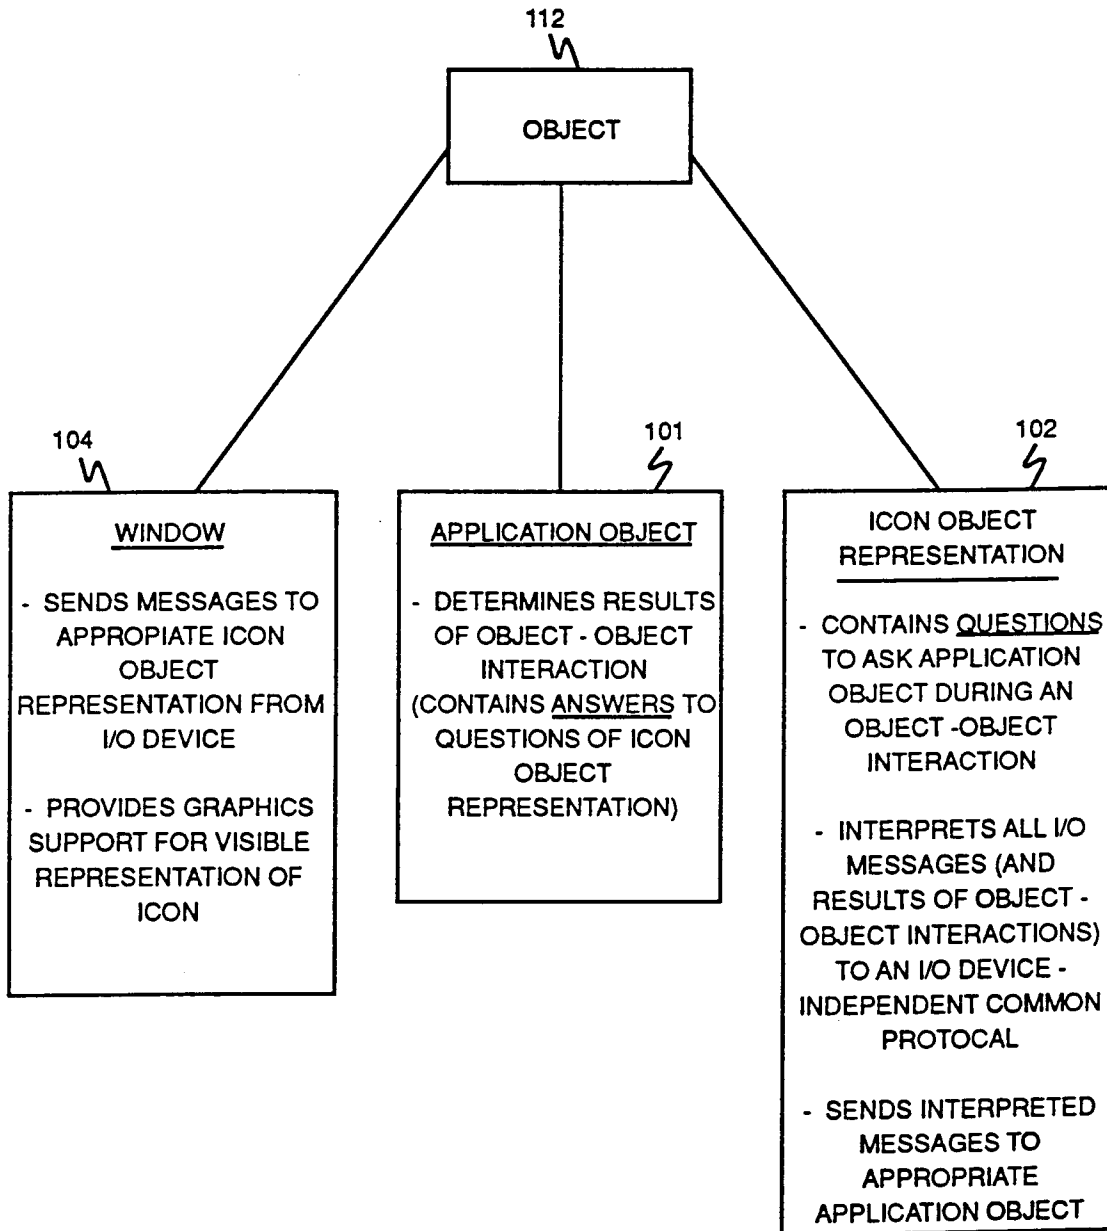 112
OBJECT
104
WINDOW
- SENDS MESSAGES TO
APPROPIATE ICON
OBJECT
REPRESENTATION FROM
I/O DEVICE
- PROVIDES GRAPHICS
SUPPORT FOR VISIBLE
REPRESENTATION OF
ICON
101
APPLICATION OBJECT
- DETERMINES RESULTS
OF OBJECT - OBJECT
INTERACTION
(CONTAINS ANSWERS TO
QUESTIONS OF ICON
OBJECT
REPRESENTATION)
102
ICON OBJECT
REPRESENTATION
- CONTAINS QUESTIONS
TO ASK APPLICATION
OBJECT DURING AN
OBJECT -OBJECT
INTERACTION
- INTERPRETS ALL I/O
MESSAGES (AND
RESULTS OF OBJECT -
OBJECT INTERACTIONS)
TO AN I/O DEVICE -
INDEPENDENT COMMON
PROTOCAL
- SENDS INTERPRETED
MESSAGES TO
APPROPRIATE
APPLICATION OBJECT